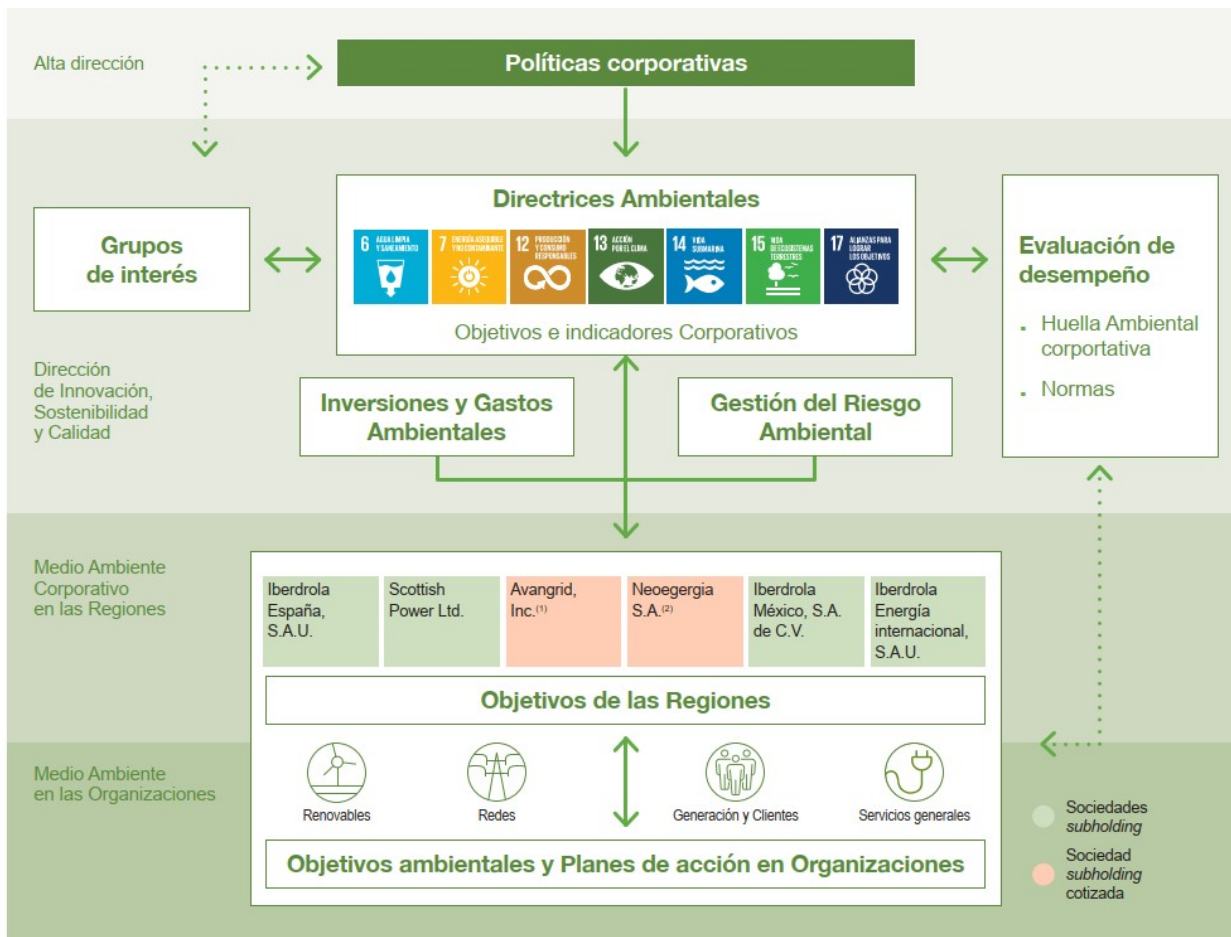 Alta dirección
Políticas corporativas
Directrices Ambientales
6 AGUA LIMPIA
Y SANEAMIENTO
7 ENERGÍA ASEQUIBLE
Y NO CONTAMINANTE
12 PRODUCCIÓN
Y CONSUMO
RESPONSABLES
13 ACCIÓN
POR EL CLIMA
14 VIDA
SUBMARINA
15 VIDA
DE ECOSISTEMAS
TERRESTRES
17 ALIANZAS PARA
LOGRAR
LOS OBJETIVOS
Objetivos e indicadores Corporativos
Grupos
de interés
Evaluación de
desempeño
. Huella Ambiental
corportativa
. Normas
Dirección
de Innovación,
Sostenibilidad
y Calidad
Inversiones y Gastos
Ambientales
Gestión del Riesgo
Ambiental
Medio Ambiente
Corporativo
en las Regiones
Iberdrola
España,
S.A.U.
Scottish
Power Ltd.
Avangrid,
Inc.(1)
Neoegergia
S.A.(2)
Iberdrola
México, S.A.
de C.V.
Iberdrola
Energía
internacional,
S.A.U.
Objetivos de las Regiones
Medio Ambiente
en las Organizaciones
Renovables
Redes
Generación y Clientes
Servicios generales
Objetivos ambientales y Planes de acción en Organizaciones
Sociedades
subholding
Sociedad
subholding
cotizada